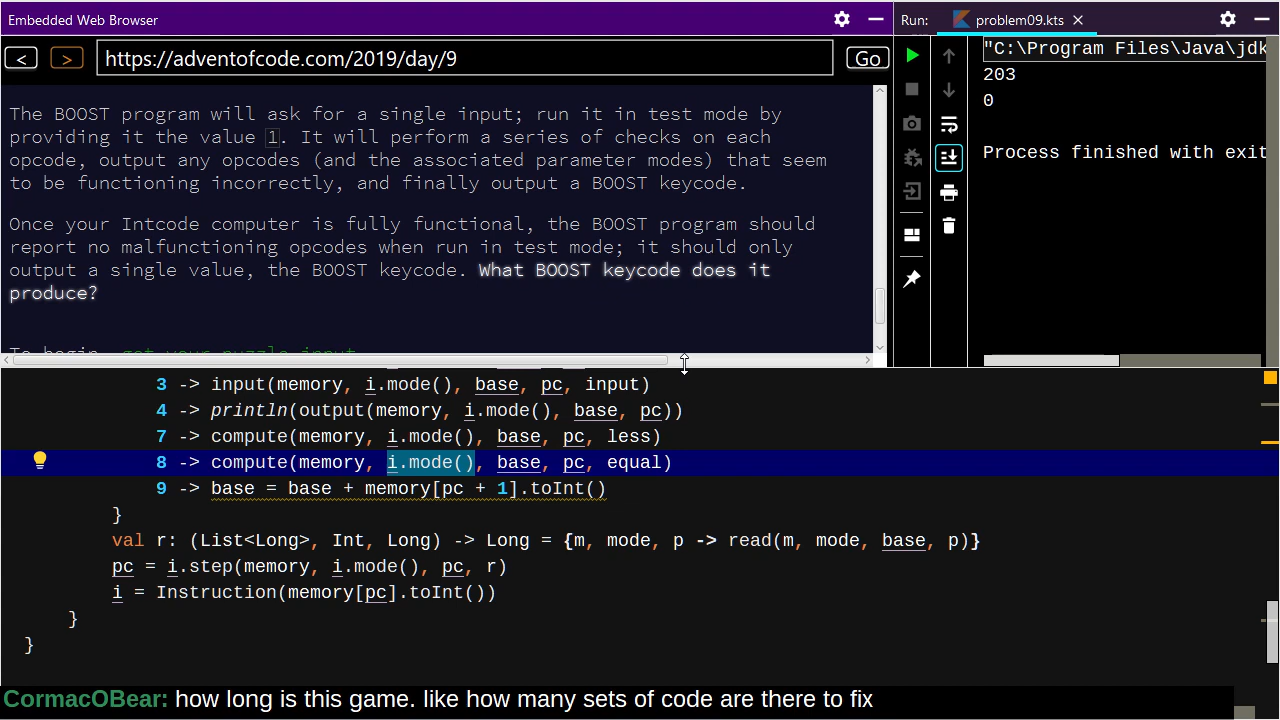 Embedded Web Browser
Run: problem09.kts ×
< > https://adventofcode.com/2019/day/9 Go
"C:\Program Files\Java\jdk
203
0
Process finished with exit
The BOOST program will ask for a single input; run it in test mode by
providing it the value 1. It will perform a series of checks on each
opcode, output any opcodes (and the associated parameter modes) that seem
to be functioning incorrectly, and finally output a BOOST keycode.
Once your Intcode computer is fully functional, the BOOST program should
report no malfunctioning opcodes when run in test mode; it should only
output a single value, the BOOST keycode. What BOOST keycode does it
produce?
To begin, get your puzzle input
3 -> input(memory, i.mode(), base, pc, input)
4 -> println(output(memory, i.mode(), base, pc))
7 -> compute(memory, i.mode(), base, pc, less)
8 -> compute(memory, i.mode(), base, pc, equal)
9 -> base = base + memory[pc + 1].toInt()
}
val r: (List<Long>, Int, Long) -> Long = {m, mode, p -> read(m, mode, base, p)}
pc = i.step(memory, i.mode(), pc, r)
i = Instruction(memory[pc].toInt())
}
}
CormacOBear: how long is this game. like how many sets of code are there to fix